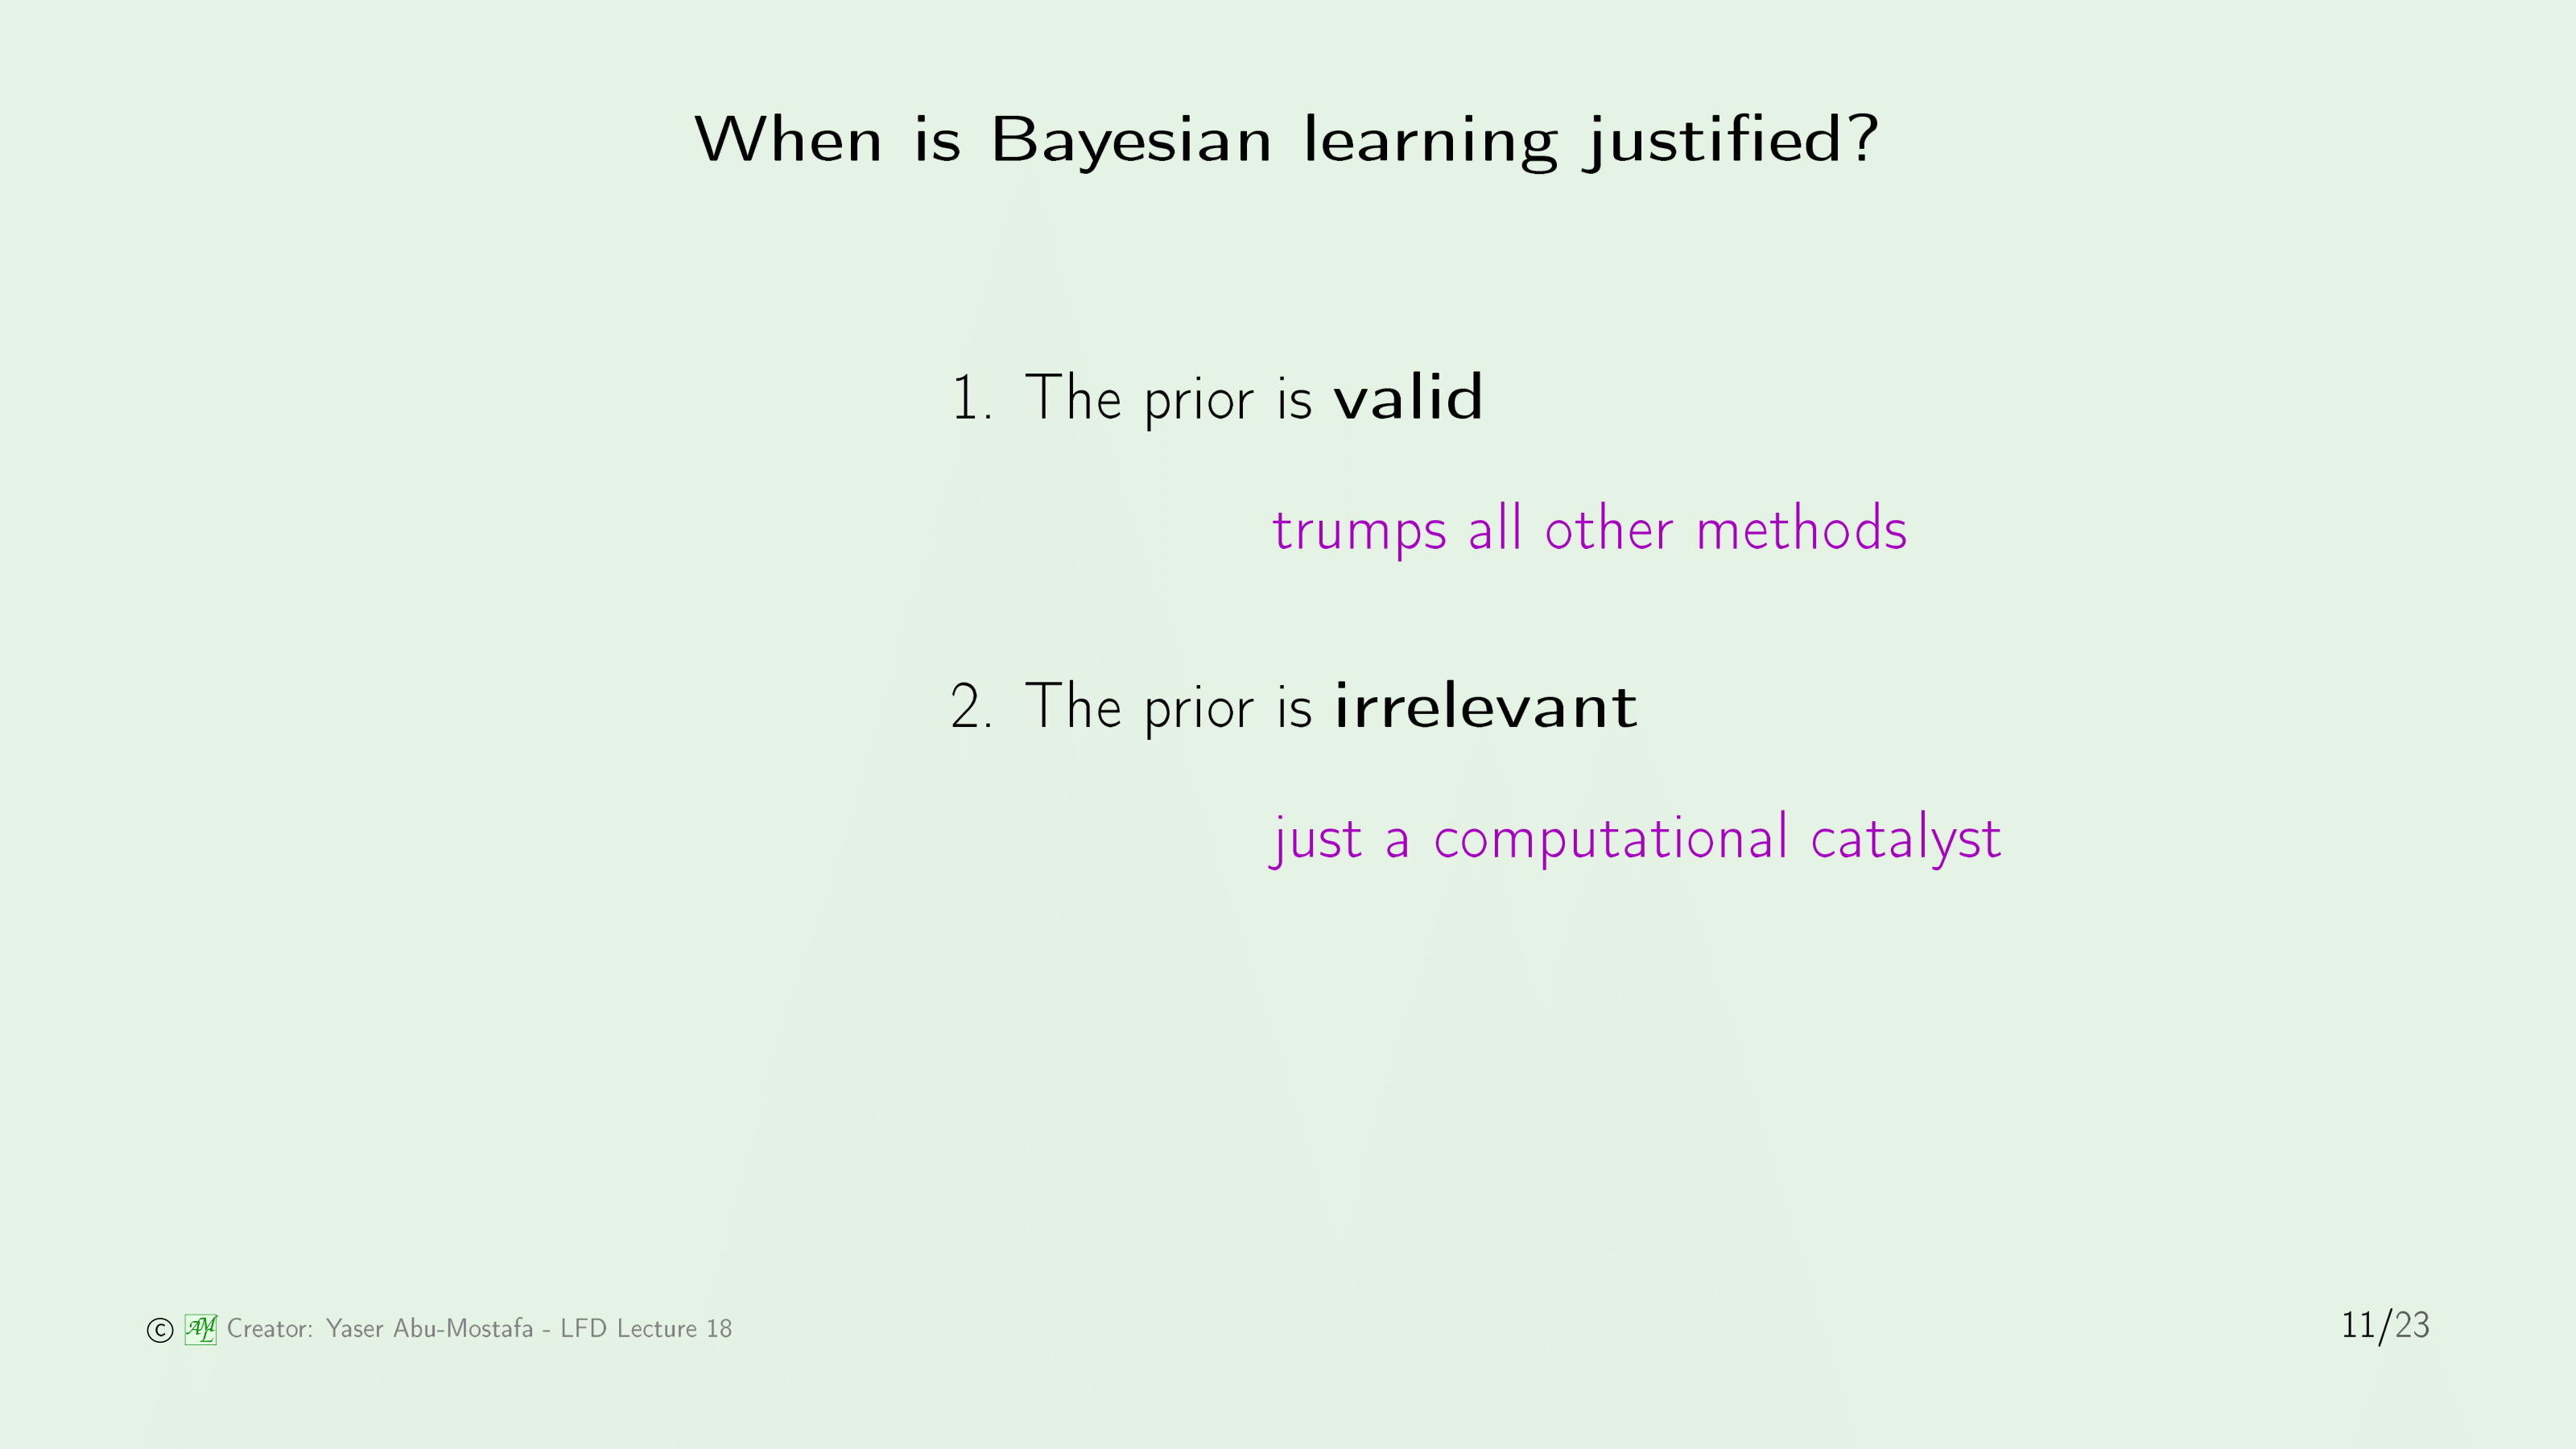 When is Bayesian learning justified?
1. The prior is valid
trumps all other methods
2. The prior is irrelevant
just a computational catalyst
© AML Creator: Yaser Abu-Mostafa - LFD Lecture 18
11/23